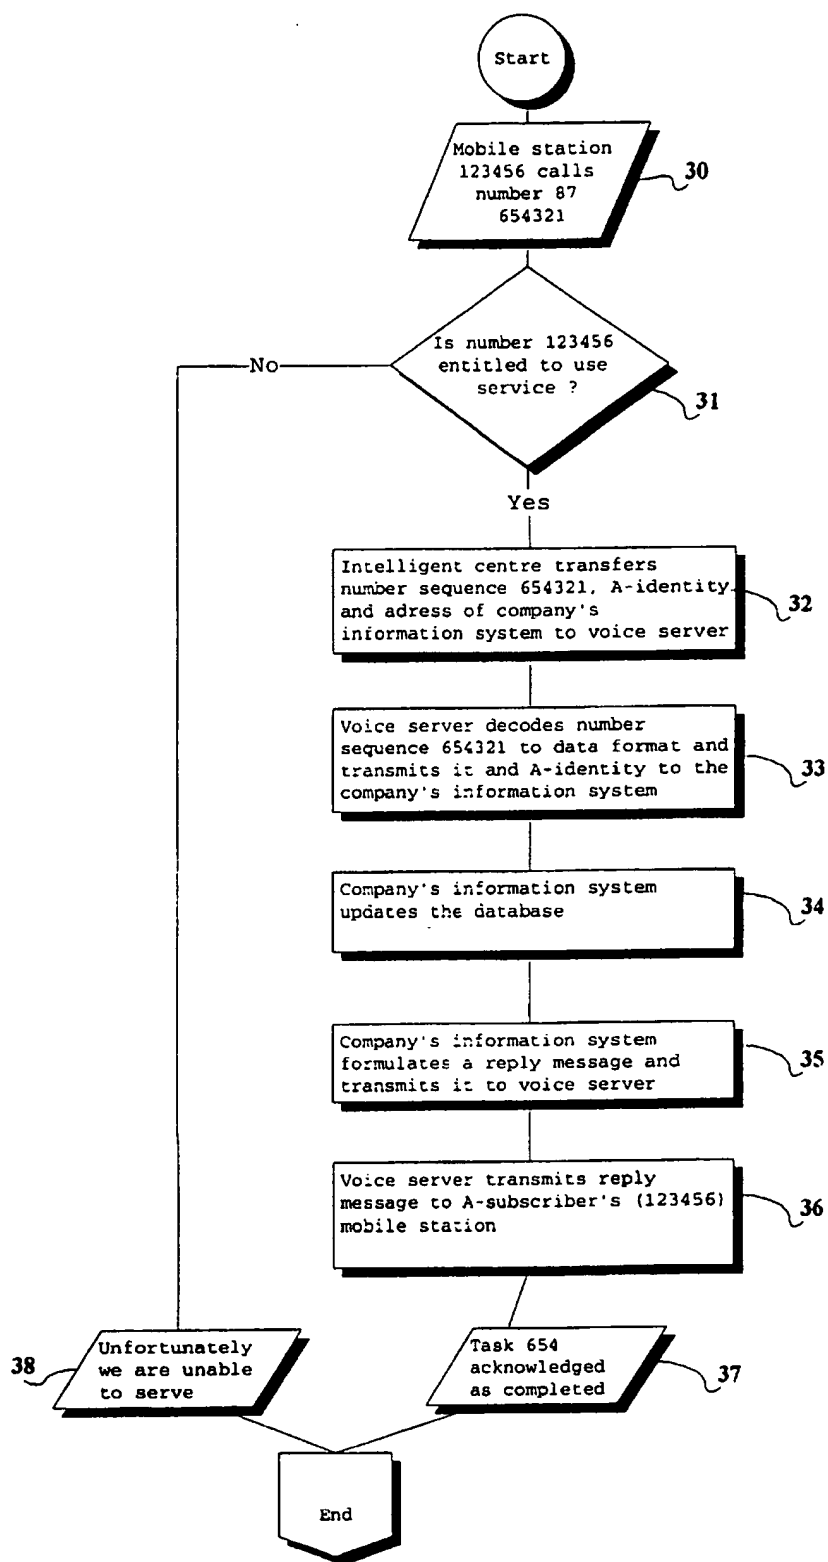 Start
Mobile station
123456 calls
number 87
654321
30
Is number 123456
entitled to use
service ?
31
No
Yes
Intelligent centre transfers
number sequence 654321, A-identity
and adress of company's
information system to voice server
32
Voice server decodes number
sequence 654321 to data format and
transmits it and A-identity to the
company's information system
33
Company's information system
updates the database
34
Company's information system
formulates a reply message and
transmits it to voice server
35
Voice server transmits reply
message to A-subscriber's (123456)
mobile station
36
38
Unfortunately
we are unable
to serve
Task 654
acknowledged
as completed
37
End